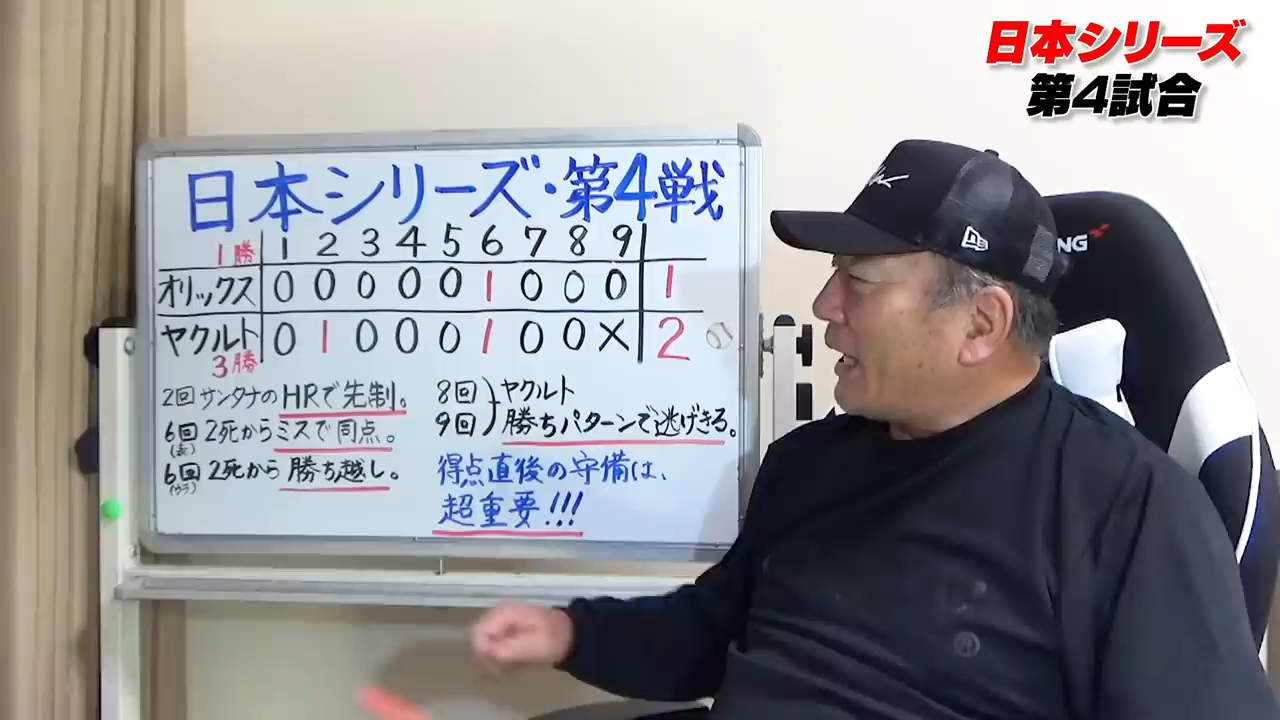 日本シリーズ
第4試合
日本シリーズ・第4戦
1勝 1 2 3 4 5 6 7 8 9
オリックス 0 0 0 0 0 1 0 0 0 1
ヤクルト 0 1 0 0 0 1 0 0 X 2
3勝
2回 サンタナのHRで先制。
6回(表) 2死からミスで同点。
6回(ウラ) 2死から勝ち越し。
8回 ヤクルト
9回 勝ちパターンで逃げきる。
得点直後の守備は、
超重要!!!
NG